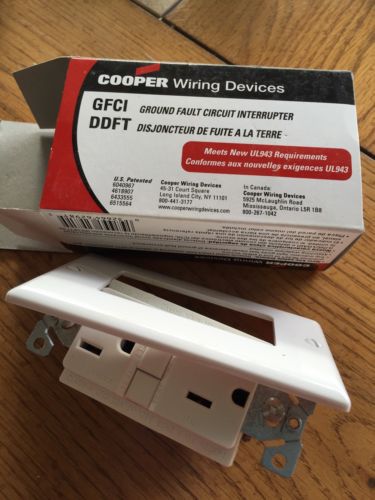 COOPER Wiring Devices
GFCI GROUND FAULT CIRCUIT INTERRUPTER
DDFT DISJONCTEUR DE FUITE A LA TERRE
Meets New UL943 Requirements
Conformes aux nouvelles exigences UL943
U.S. Patented
6040967
4618907
6433555
6515564
Cooper Wiring Devices
45-31 Court Square
Long Island City, NY 11101
800-441-3177
www.cooperwiringdevices.com
In Canada:
Cooper Wiring Devices
5925 McLaughlin Road
Mississauga, Ontario L5R 1B8
800-267-1042